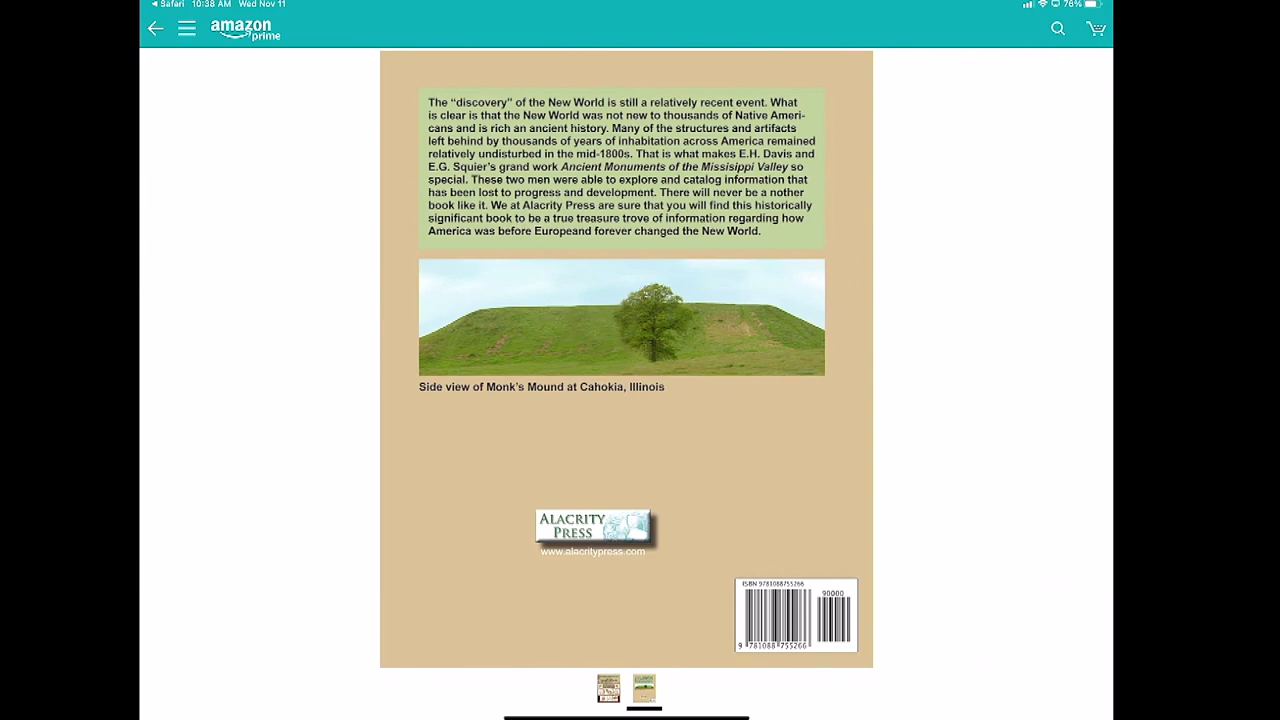 Safari 10:38 AM Wed Nov 11
76%
amazon
prime
The “discovery” of the New World is still a relatively recent event. What
is clear is that the New World was not new to thousands of Native Ameri-
cans and is rich an ancient history. Many of the structures and artifacts
left behind by thousands of years of inhabitation across America remained
relatively undisturbed in the mid-1800s. That is what makes E.H. Davis and
E.G. Squier’s grand work Ancient Monuments of the Missisippi Valley so
special. These two men were able to explore and catalog information that
has been lost to progress and development. There will never be a nother
book like it. We at Alacrity Press are sure that you will find this historically
significant book to be a true treasure trove of information regarding how
America was before Europeand forever changed the New World.
Side view of Monk’s Mound at Cahokia, Illinois
ALACRITY
PRESS
www.alacritypress.com
ISBN 9781088755266
90000
9 781088 755266